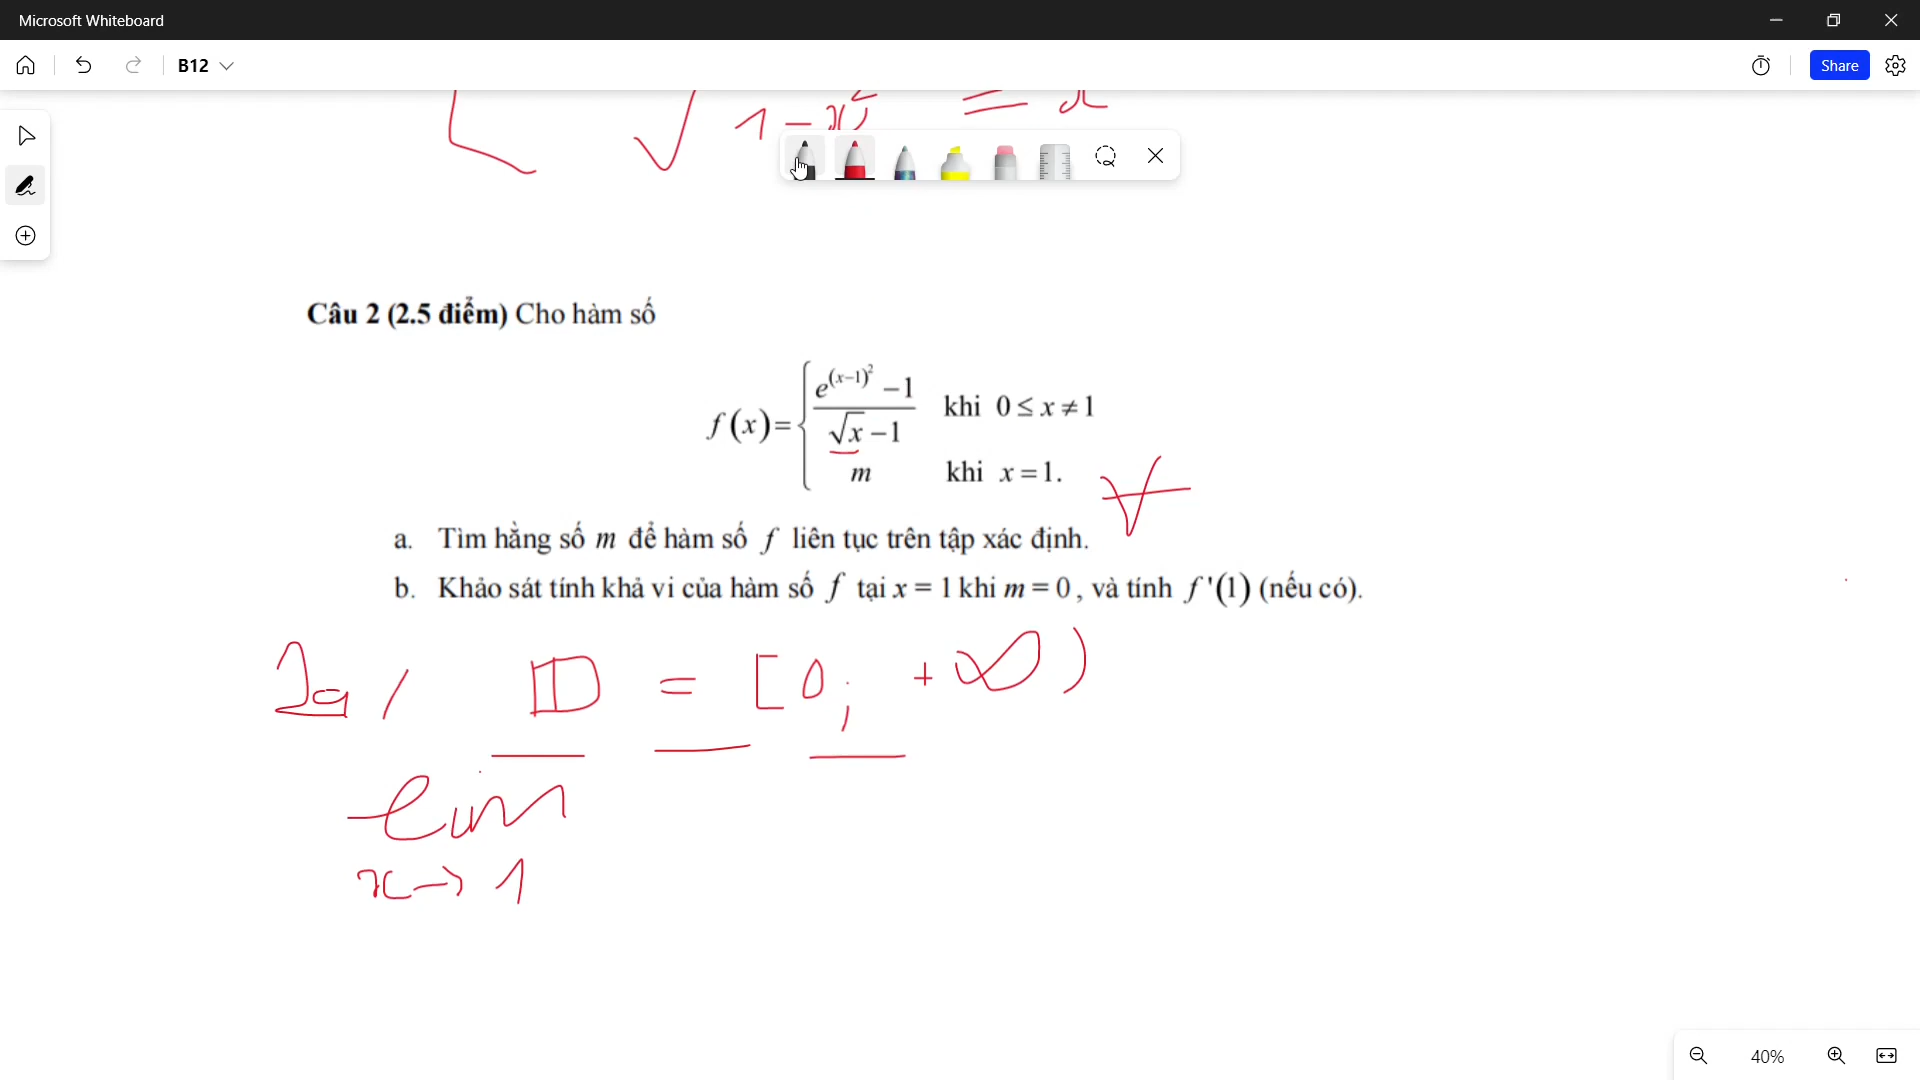 Microsoft Whiteboard
B12
Share
√1-x² = x
Câu 2 (2.5 điểm) Cho hàm số
f(x)= { (e^{(x-1)^2} -1)/(√x -1) khi 0 ≤ x ≠ 1
m khi x = 1.
a. Tìm hằng số m để hàm số f liên tục trên tập xác định.
b. Khảo sát tính khả vi của hàm số f tại x = 1 khi m = 0, và tính f'(1) (nếu có).
2a/ D = [0; +∞)
lim
x→1
40%